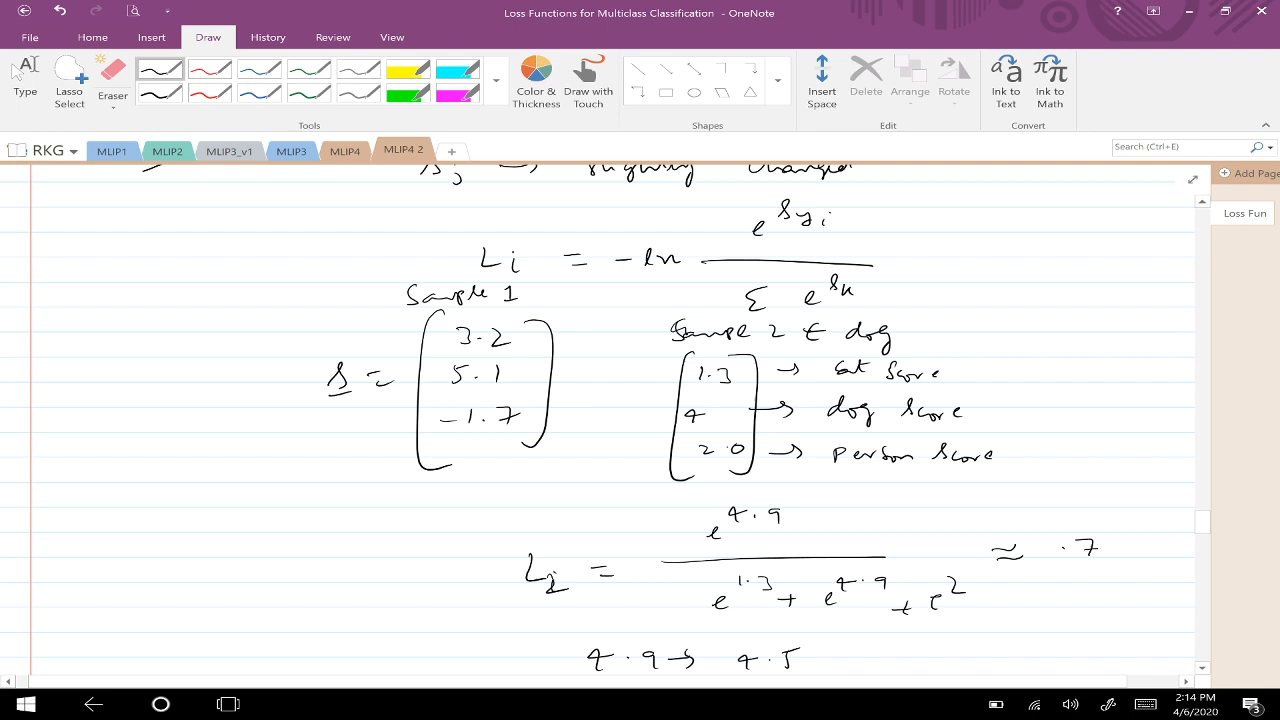 Loss Functions for Multiclass Classification - OneNote
File Home Insert Draw History Review View
Type Lasso Select Eraser Color & Thickness Draw with Touch Insert Space Delete Arrange Rotate Ink to Text Ink to Math
Tools Shapes Edit Convert
RKG MLIP1 MLIP2 MLIP3_v1 MLIP3 MLIP4 MLIP4 2 Search (Ctrl+E)
Add Page
Loss Fun
s_j → slightly changed
L_i = - ln e^{s_{y_i}} / Σ e^{s_k}
Sample 1
s = [3.2 5.1 -1.7]
Sample 2 ∈ dog
1.3 → cat score
4 → dog score
2.0 → person score
L_i = e^{4.9} / e^{1.3} + e^{4.9} + e^2 ≈ .7
4.9 → 4.5
2:14 PM
4/6/2020
3